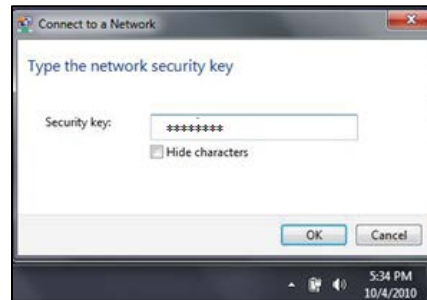 Connect to a Network
Type the network security key
Security key: ********
Hide characters
OK Cancel
5:34 PM
10/4/2010